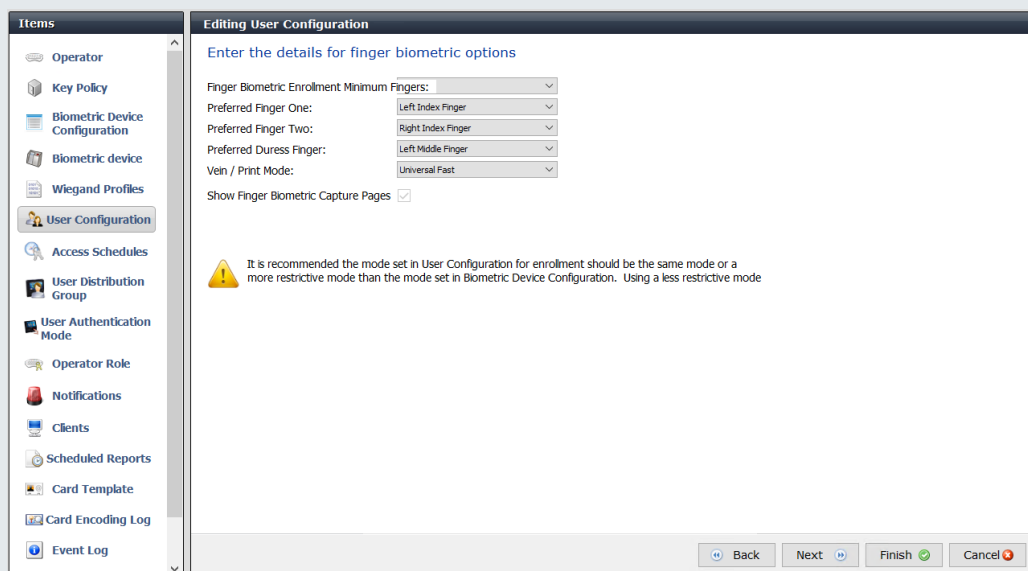 Items
Operator
Key Policy
Biometric Device
Configuration
Biometric device
Wiegand Profiles
User Configuration
Access Schedules
User Distribution
Group
User Authentication
Mode
Operator Role
Notifications
Clients
Scheduled Reports
Card Template
Card Encoding Log
Event Log
Editing User Configuration
Enter the details for finger biometric options
Finger Biometric Enrollment Minimum Fingers:
Preferred Finger One: Left Index Finger
Preferred Finger Two: Right Index Finger
Preferred Duress Finger: Left Middle Finger
Vein / Print Mode: Universal Fast
Show Finger Biometric Capture Pages
It is recommended the mode set in User Configuration for enrollment should be the same mode or a
more restrictive mode than the mode set in Biometric Device Configuration. Using a less restrictive mode
Back Next Finish Cancel